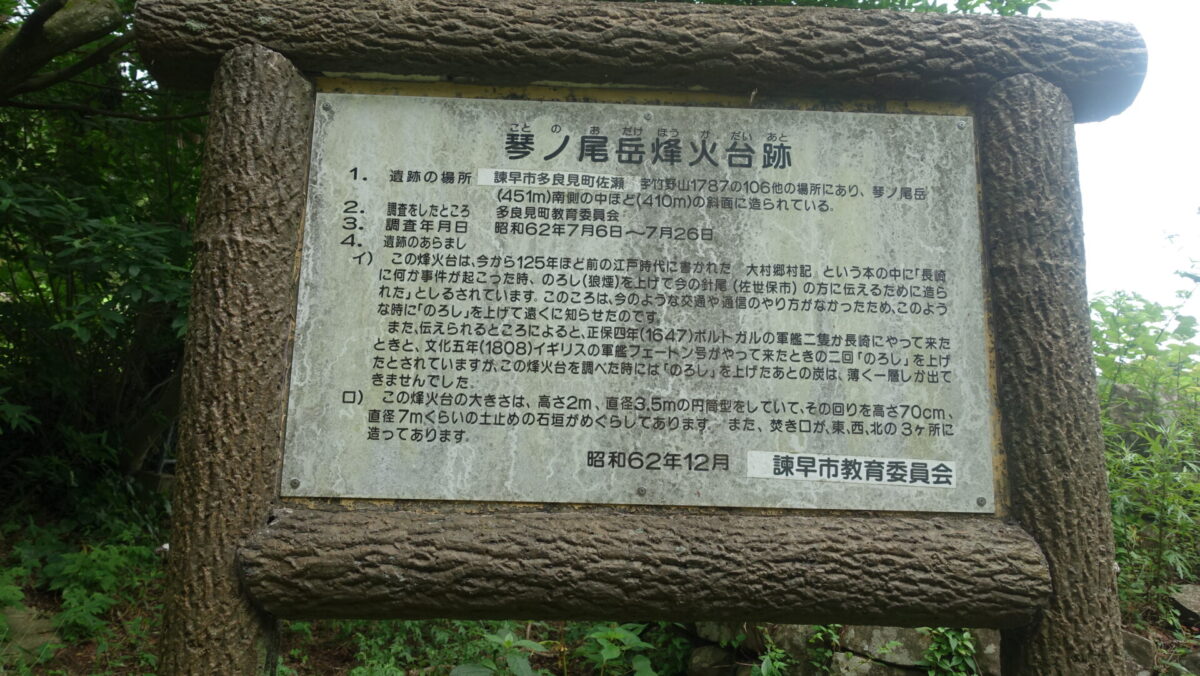 こと の お だけ ほう か だい あと
琴ノ尾岳烽火台跡
1. 遺跡の場所 諫早市多良見町佐瀬 字竹野山1787の106他の場所にあり、琴ノ尾岳
(451m)南側の中ほど(410m)の斜面に造られている。
2. 調査をしたところ 多良見町教育委員会
3. 調査年月日 昭和62年7月6日〜7月26日
4. 遺跡のあらまし
イ) この烽火台は、今から125年ほど前の江戸時代に書かれた 大村郷村記 という本の中に「長崎
に何か事件が起こった時、のろし(狼煙)を上げて今の針尾(佐世保市)の方に伝えるために造ら
れた」としるされています。このころは、今のような交通や通信のやり方がなかったため、このよう
な時に「のろし」を上げて遠くに知らせたのです。
また、伝えられるところによると、正保四年(1647)ポルトガルの軍艦二隻か長崎にやって来た
ときと、文化五年(1808)イギリスの軍艦フェートン号がやって来たときの二回「のろし」を上げ
たとされていますが、この烽火台を調べた時には「のろし」を上げたあとの炭は、薄く一層しか出て
きませんでした.
ロ) この烽火台の大きさは、高さ2m、直径3.5mの円筒型をしていて、その回りを高さ70cm、
直径7mくらいの土止めの石垣がめぐらしてあります。 また、焚き口が、東、西、北の3ヶ所に
造ってあります.
昭和62年12月 諫早市教育委員会